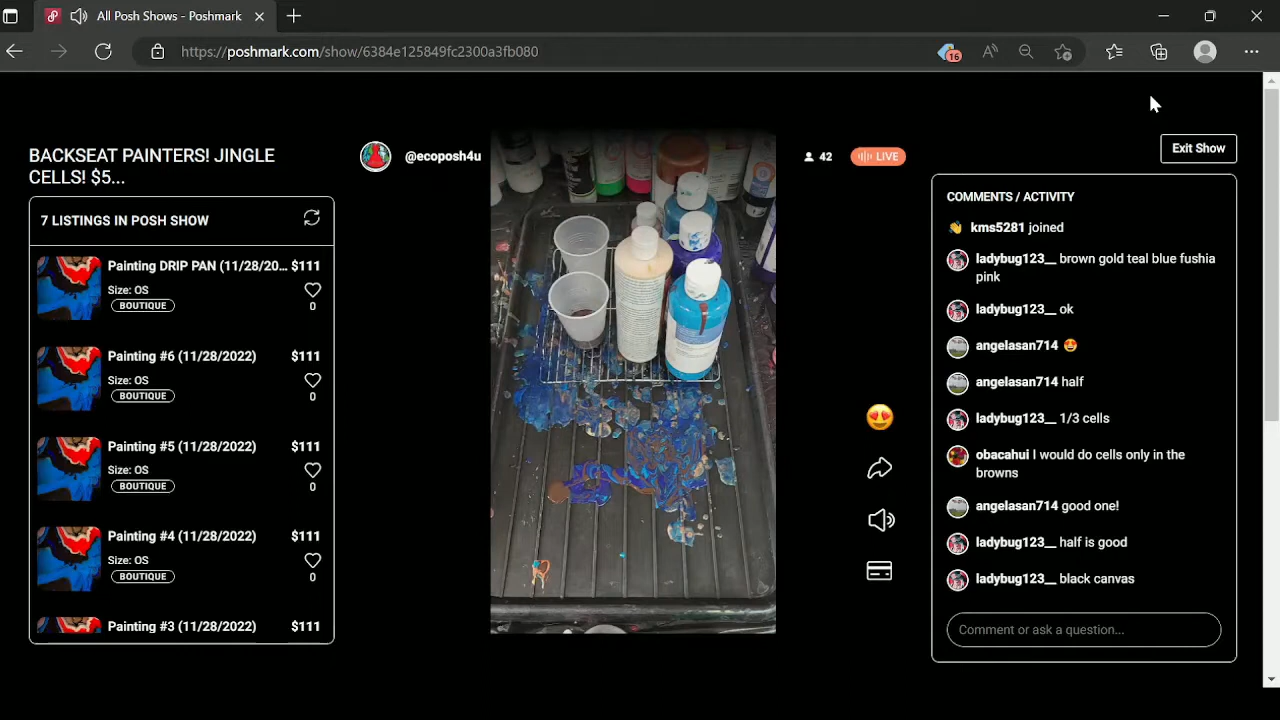 All Posh Shows - Poshmark
https://poshmark.com/show/6384e125849fc2300a3fb080
16
BACKSEAT PAINTERS! JINGLE
CELLS! $5...
@ecoposh4u
42
LIVE
Exit Show
7 LISTINGS IN POSH SHOW
Painting DRIP PAN (11/28/20... $111
Size: OS
BOUTIQUE
0
Painting #6 (11/28/2022) $111
Size: OS
BOUTIQUE
0
Painting #5 (11/28/2022) $111
Size: OS
BOUTIQUE
0
Painting #4 (11/28/2022) $111
Size: OS
BOUTIQUE
0
Painting #3 (11/28/2022) $111
COMMENTS / ACTIVITY
👋 kms5281 joined
ladybug123__ brown gold teal blue fushia
pink
ladybug123__ ok
angelasan714 😍
angelasan714 half
ladybug123__ 1/3 cells
obacahui I would do cells only in the
browns
angelasan714 good one!
ladybug123__ half is good
ladybug123__ black canvas
Comment or ask a question...